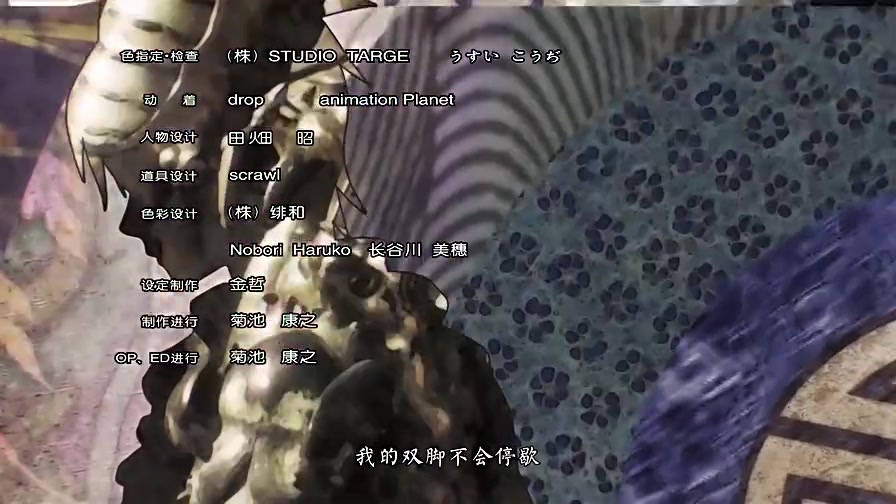 色指定･检查 （株）STUDIO TARGE うすい こうぢ
动 着 drop animation Planet
人物设计 田畑 昭
道具设计 scrawl
色彩设计 （株）绯和
Nobori Haruko 长谷川 美穗
设定制作 金哲
制作进行 菊池 康之
OP、ED进行 菊池 康之
我的双脚不会停歇